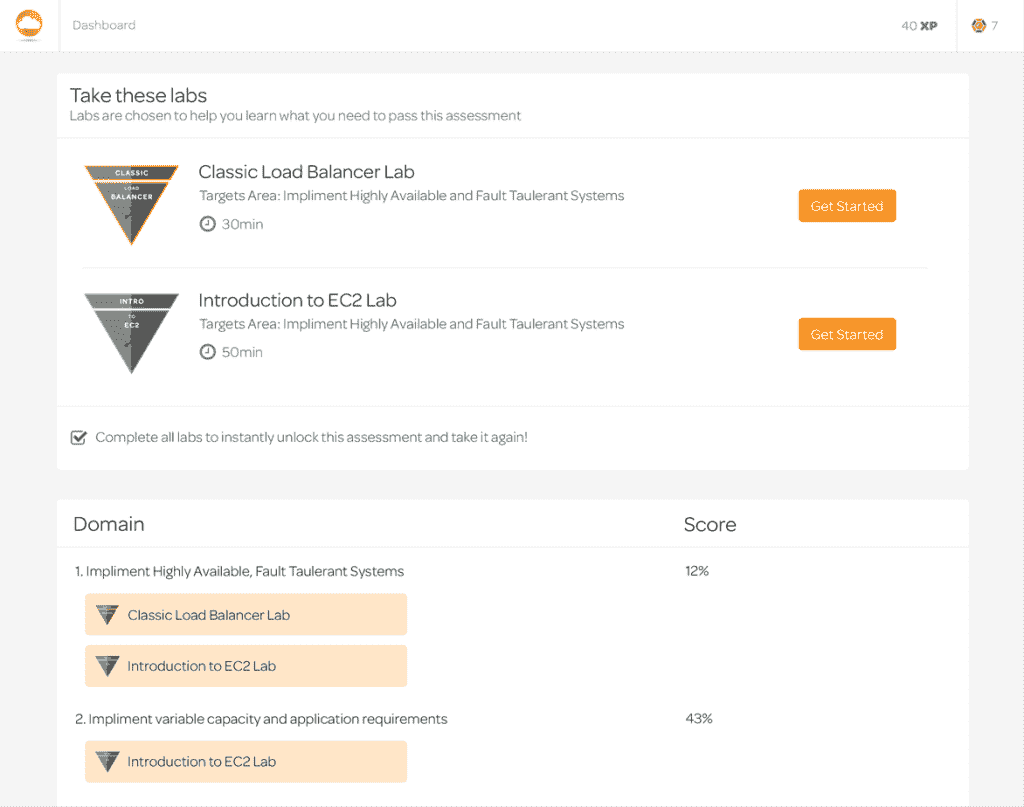 Dashboard
40 XP
7
Take these labs
Labs are chosen to help you learn what you need to pass this assessment
CLASSIC
LOAD
BALANCER
Classic Load Balancer Lab
Targets Area: Impliment Highly Available and Fault Taulerant Systems
30min
Get Started
INTRO
TO
EC2
Introduction to EC2 Lab
Targets Area: Impliment Highly Available and Fault Taulerant Systems
50min
Get Started
Complete all labs to instantly unlock this assessment and take it again!
Domain
Score
1. Impliment Highly Available, Fault Taulerant Systems
12%
Classic Load Balancer Lab
Introduction to EC2 Lab
2. Impliment variable capacity and application requirements
43%
Introduction to EC2 Lab